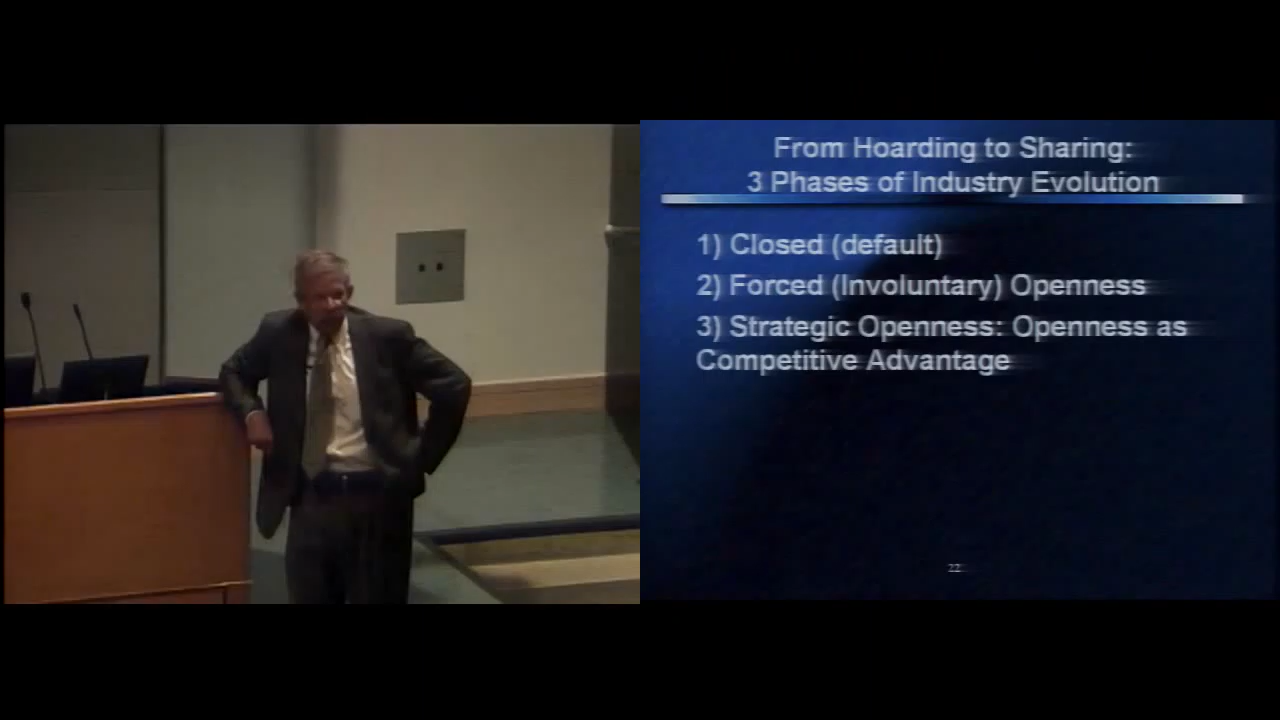 From Hoarding to Sharing:
3 Phases of Industry Evolution
1) Closed (default)
2) Forced (Involuntary) Openness
3) Strategic Openness: Openness as
Competitive Advantage
22